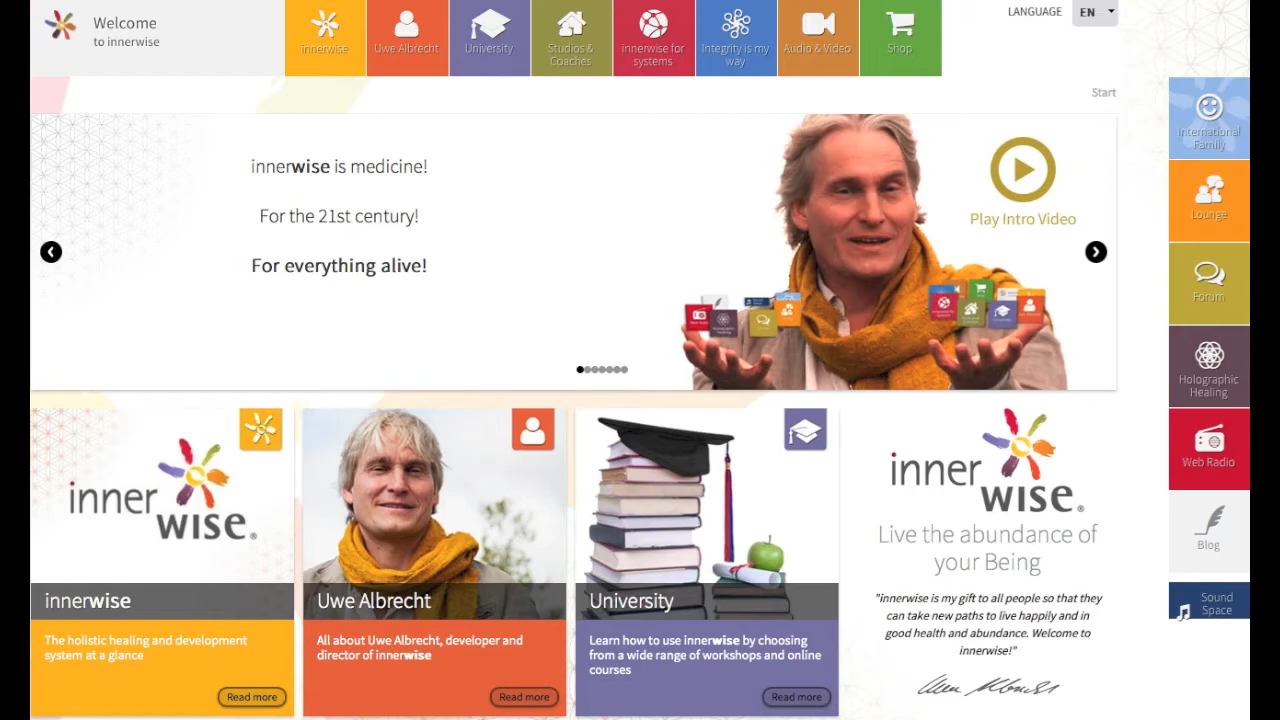 Welcome
to innerwise
innerwise
Uwe Albrecht
University
Studios &
Coaches
innerwise for
systems
Integrity is my
way
Audio & Video
Shop
LANGUAGE
EN
Start
innerwise is medicine!
For the 21st century!
For everything alive!
Play Intro Video
International
Family
Lounge
Forum
Holographic
Healing
Web Radio
Blog
Sound
Space
inner
wise®
innerwise
The holistic healing and development
system at a glance
Read more
Uwe Albrecht
All about Uwe Albrecht, developer and
director of innerwise
Read more
University
Learn how to use innerwise by choosing
from a wide range of workshops and online
courses
Read more
inner
wise®
Live the abundance of
your Being
"innerwise is my gift to all people so that they
can take new paths to live happily and in
good health and abundance. Welcome to
innerwise!"